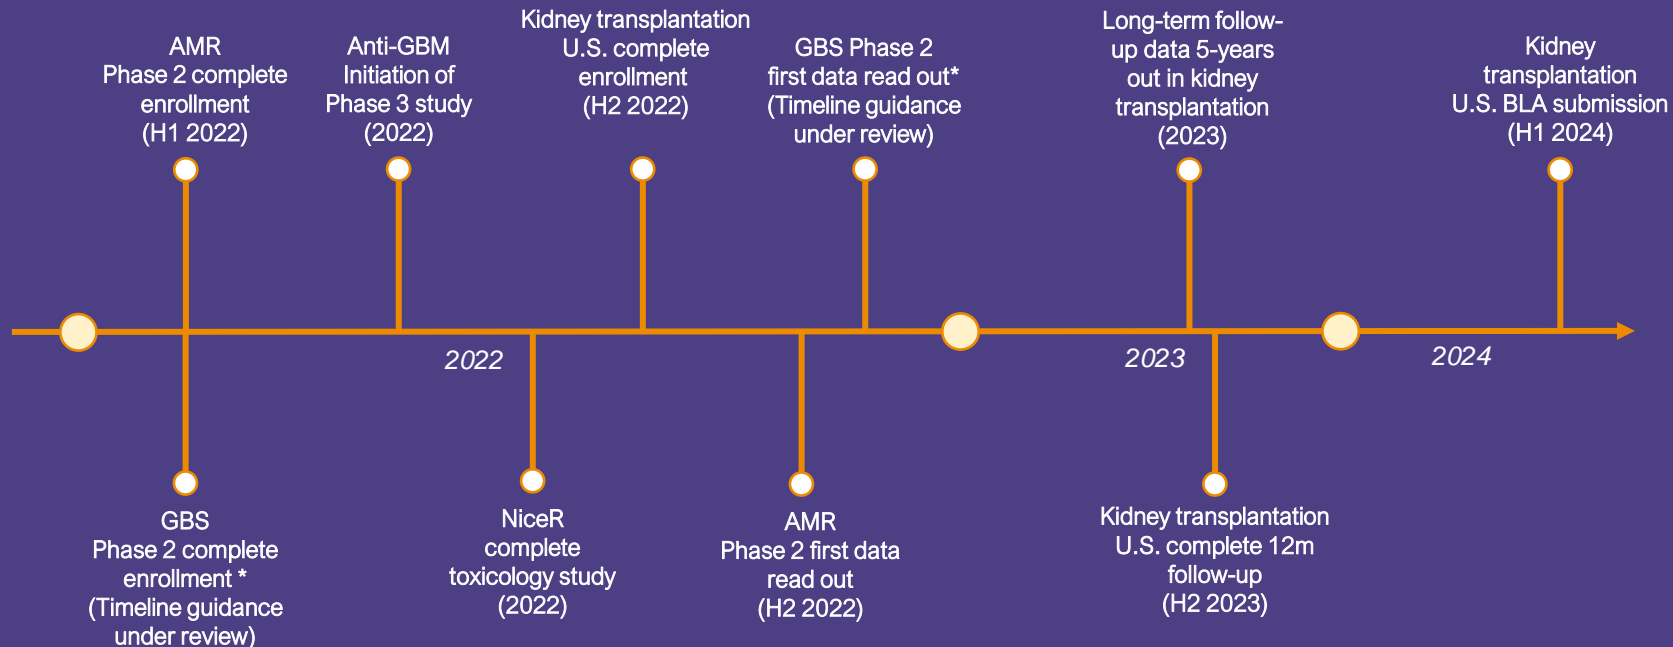 AMR
Phase 2 complete
enrollment
(H1 2022)
Anti-GBM
Initiation of
Phase 3 study
(2022)
Kidney transplantation
U.S. complete
enrollment
(H2 2022)
GBS Phase 2
first data read out*
(Timeline guidance
under review)
Long-term follow-
up data 5-years
out in kidney
transplantation
(2023)
Kidney
transplantation
U.S. BLA submission
(H1 2024)
2022
2023
2024
GBS
Phase 2 complete
enrollment *
(Timeline guidance
under review)
NiceR
complete
toxicology study
(2022)
AMR
Phase 2 first data
read out
(H2 2022)
Kidney transplantation
U.S. complete 12m
follow-up
(H2 2023)